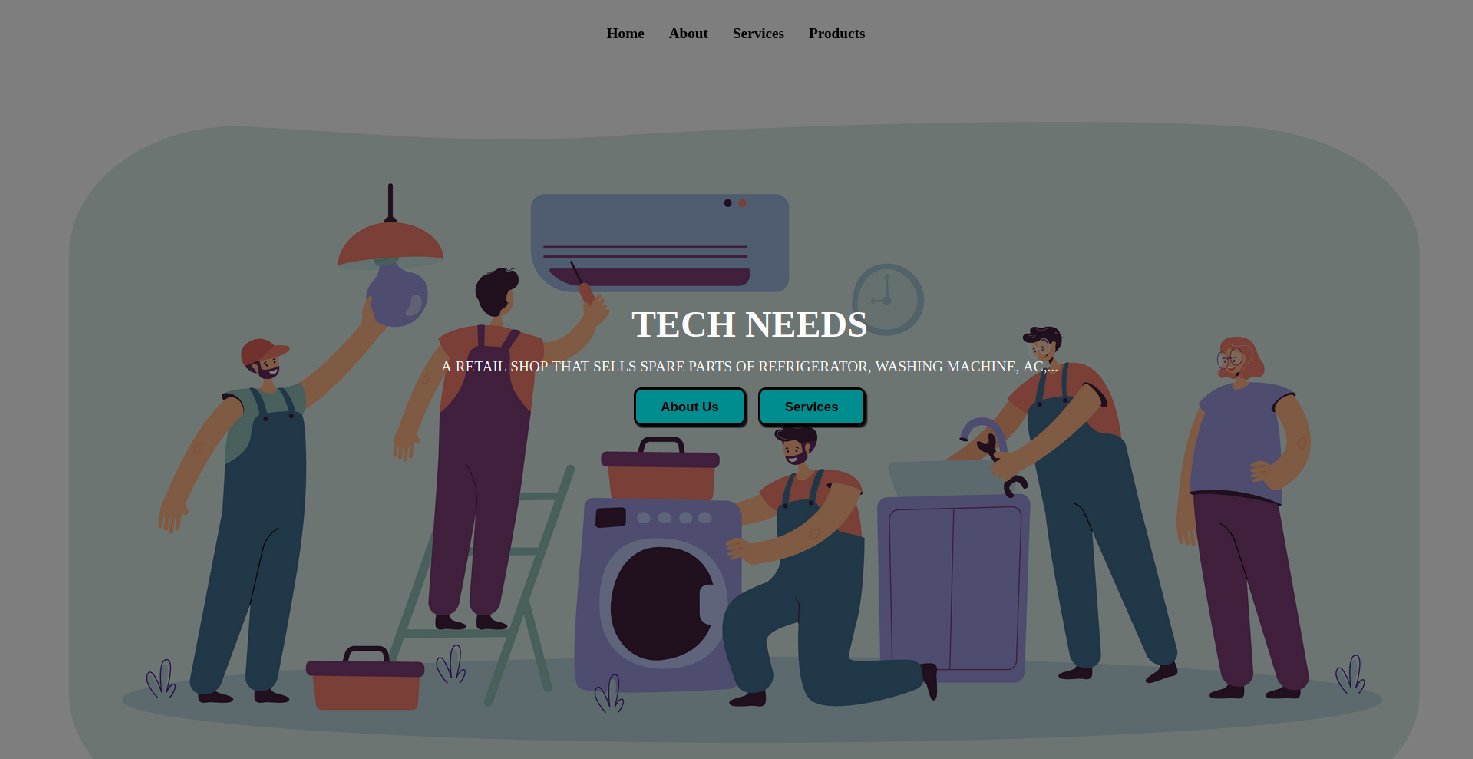 Home About Services Products
TECH NEEDS
A RETAIL SHOP THAT SELLS SPARE PARTS OF REFRIGERATOR, WASHING MACHINE, AC,...
About Us Services